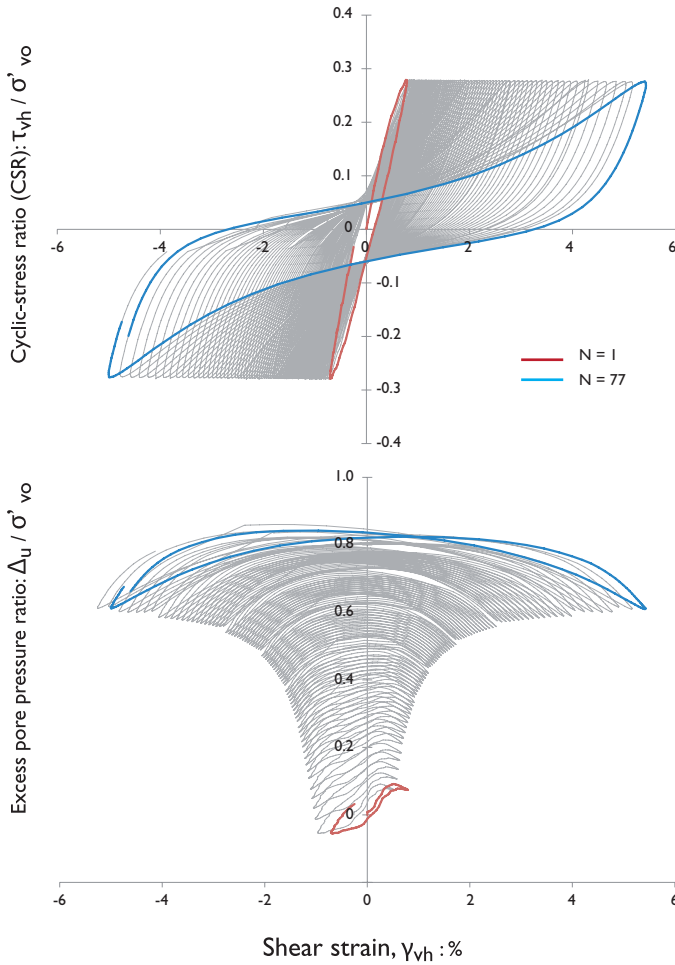 Cyclic-stress ratio (CSR): τvh / σ' vo
0.4
0.3
0.2
0.1
0
-6 -4 -2 0 2 4 6
-0.1
-0.2
-0.3
-0.4
N = 1
N = 77
Excess pore pressure ratio: Δu / σ' vo
1.0
0.8
0.6
0.4
0.2
0
-6 -4 -2 0 2 4 6
Shear strain, γvh : %